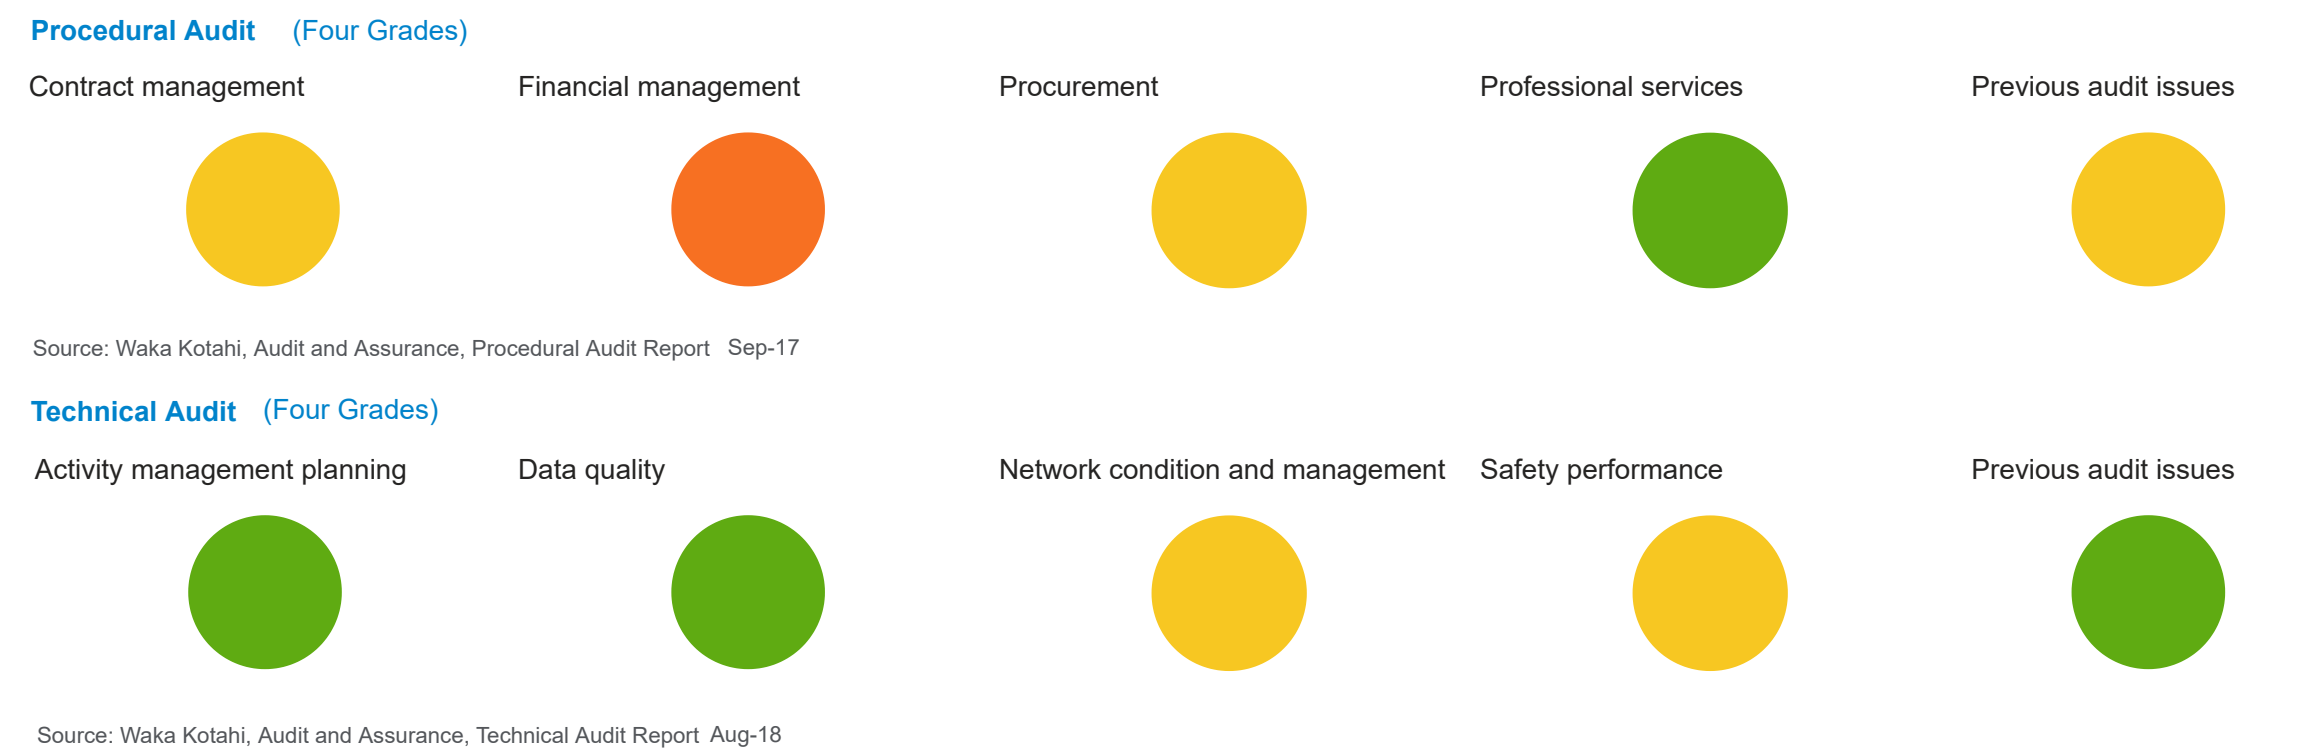 Procedural Audit (Four Grades)
Contract management Financial management Procurement Professional services Previous audit issues
Source: Waka Kotahi, Audit and Assurance, Procedural Audit Report Sep-17
Technical Audit (Four Grades)
Activity management planning Data quality Network condition and management Safety performance Previous audit issues
Source: Waka Kotahi, Audit and Assurance, Technical Audit Report Aug-18